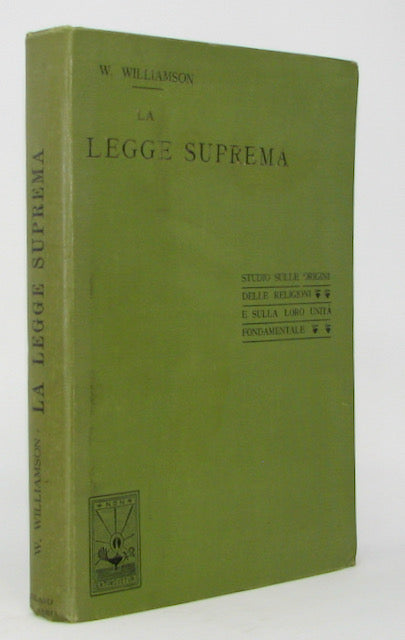 W. WILLIAMSON
LA
LEGGE SUPREMA
STUDIO SULLE ORIGINI
DELLE RELIGIONI
E SULLA LORO UNITÀ
FONDAMENTALE
W. WILLIAMSON - LA LEGGE SUPREMA